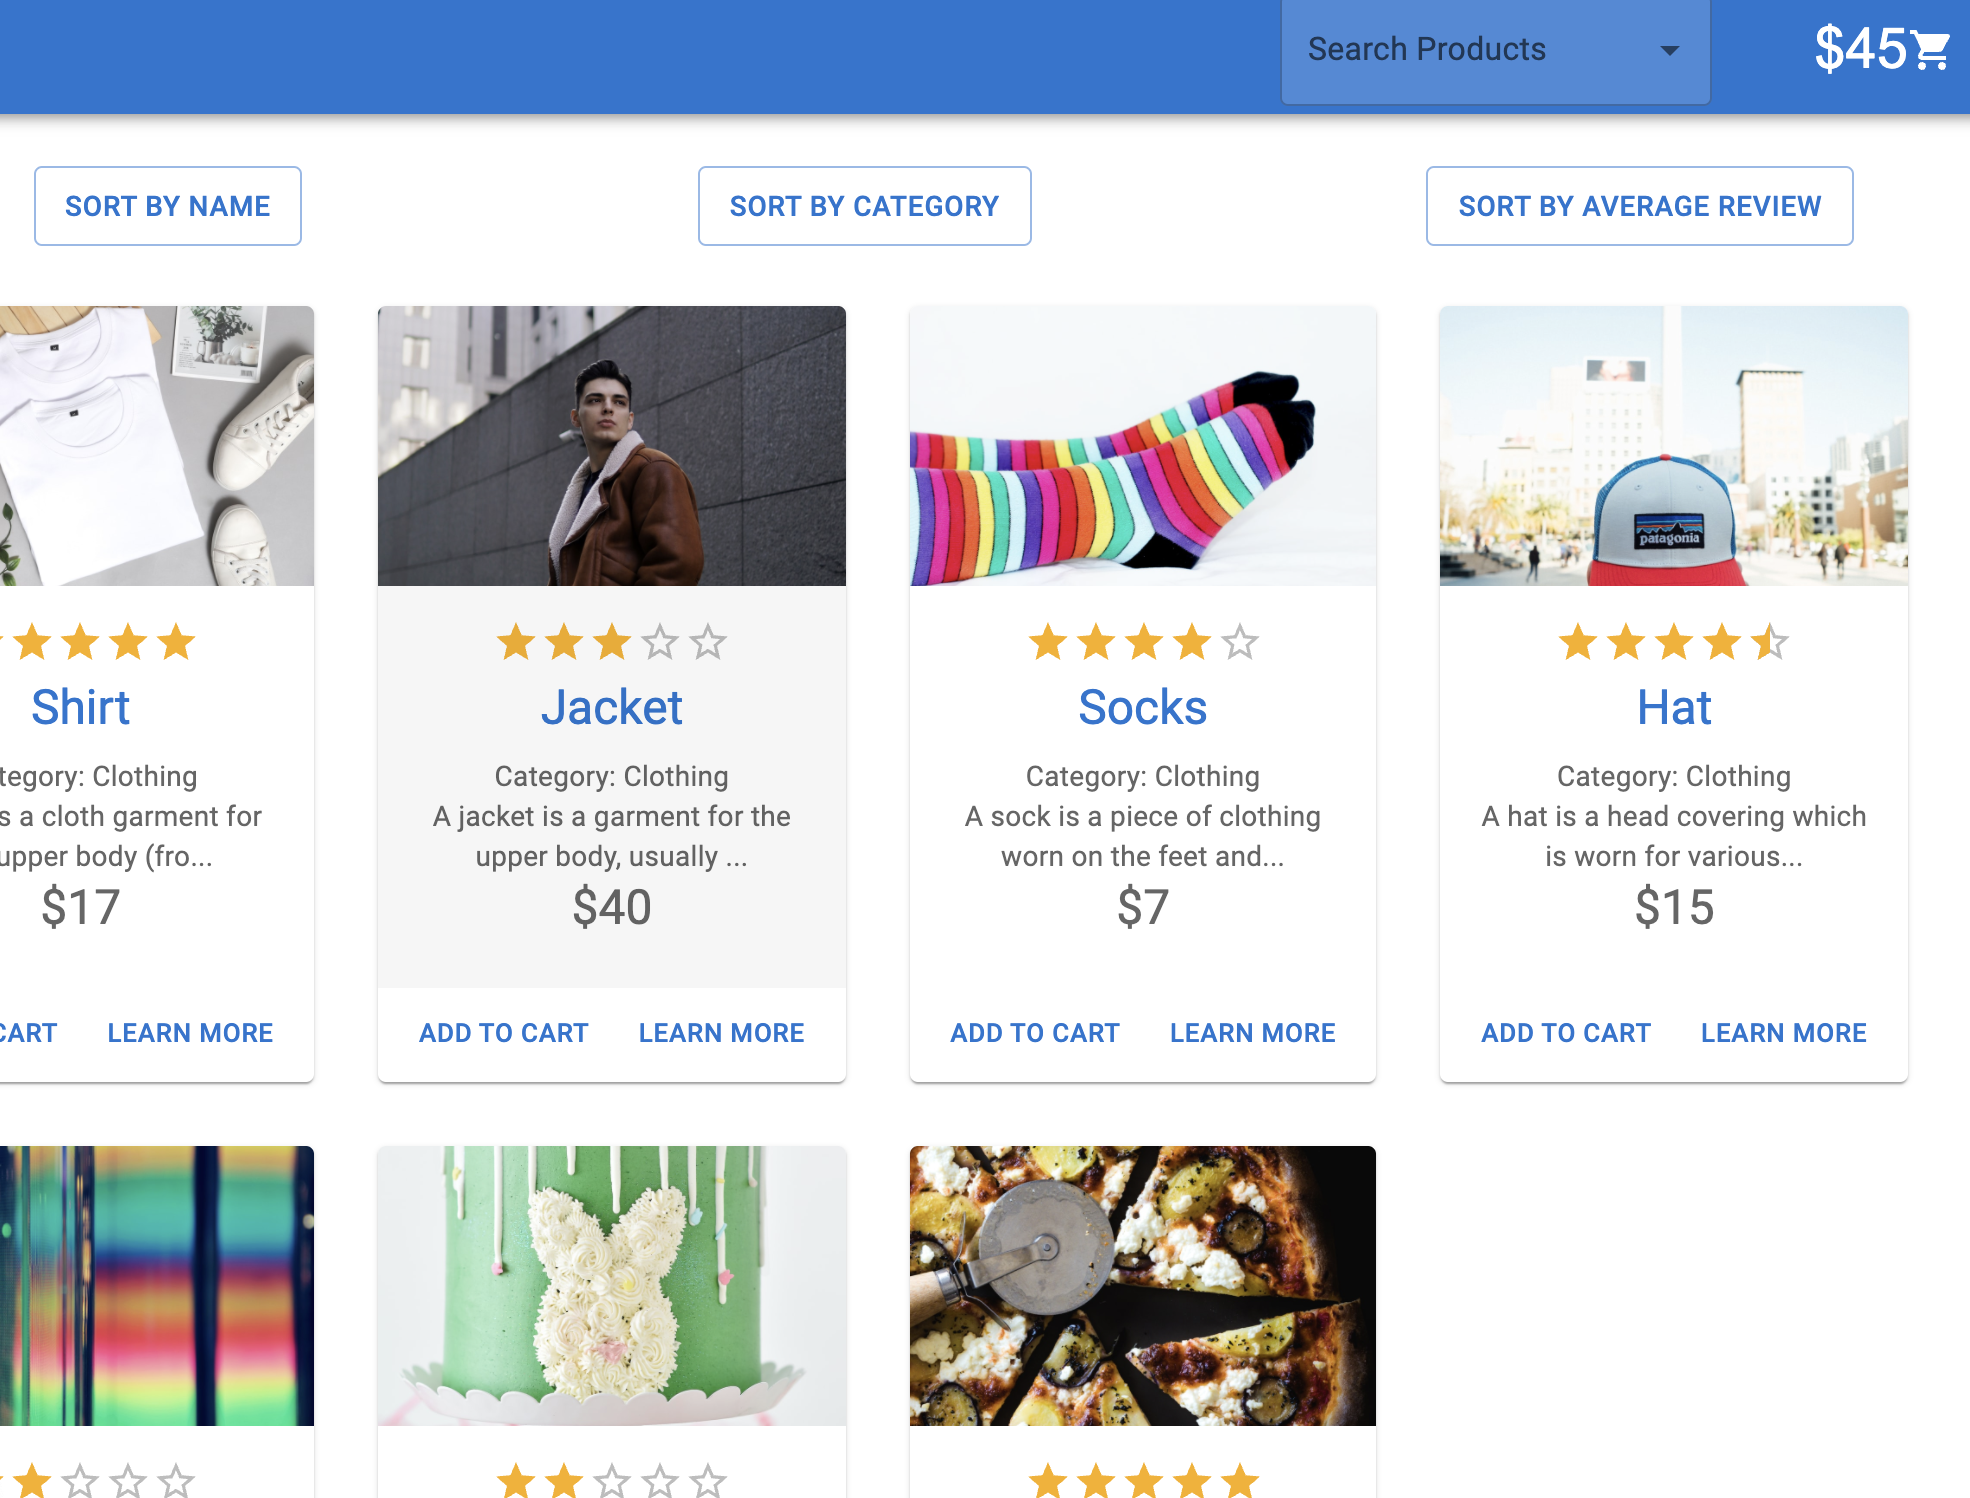 Search Products
$45
SORT BY NAME
SORT BY CATEGORY
SORT BY AVERAGE REVIEW
patagonia
Shirt
tegory: Clothing
s a cloth garment for
upper body (fro...
$17
CART
LEARN MORE
Jacket
Category: Clothing
A jacket is a garment for the
upper body, usually ...
$40
ADD TO CART
LEARN MORE
Socks
Category: Clothing
A sock is a piece of clothing
worn on the feet and...
$7
ADD TO CART
LEARN MORE
Hat
Category: Clothing
A hat is a head covering which
is worn for various...
$15
ADD TO CART
LEARN MORE